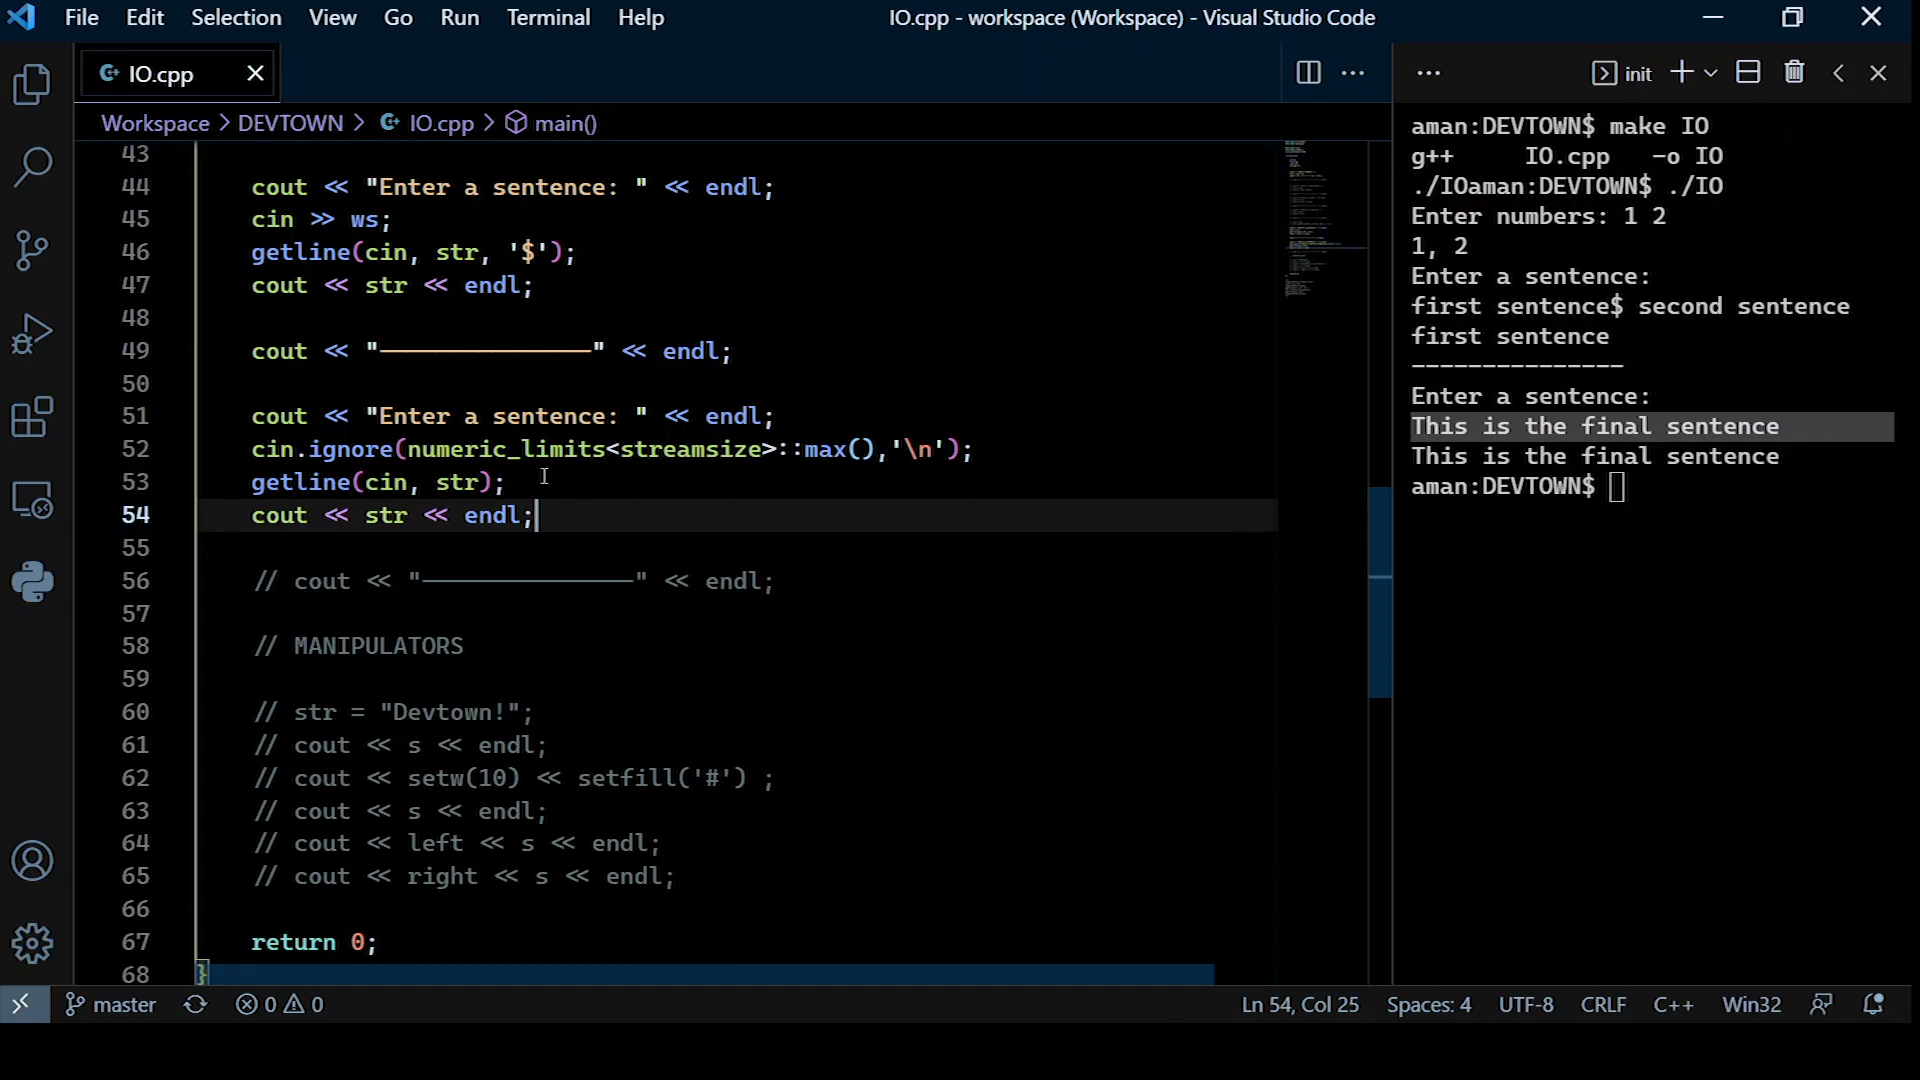 File Edit Selection View Go Run Terminal Help IO.cpp - workspace (Workspace) - Visual Studio Code
IO.cpp
Workspace > DEVTOWN > IO.cpp > main()
43
44 cout << "Enter a sentence: " << endl;
45 cin >> ws;
46 getline(cin, str, '$');
47 cout << str << endl;
48
49 cout << "---------------" << endl;
50
51 cout << "Enter a sentence: " << endl;
52 cin.ignore(numeric_limits<streamsize>::max(),'\n');
53 getline(cin, str);
54 cout << str << endl;
55
56 // cout << "---------------" << endl;
57
58 // MANIPULATORS
59
60 // str = "Devtown!";
61 // cout << s << endl;
62 // cout << setw(10) << setfill('#') ;
63 // cout << s << endl;
64 // cout << left << s << endl;
65 // cout << right << s << endl;
66
67 return 0;
68 }
init
aman:DEVTOWN$ make IO
g++     IO.cpp   -o IO
./IOaman:DEVTOWN$ ./IO
Enter numbers: 1 2
1, 2
Enter a sentence:
first sentence$ second sentence
first sentence
---------------
Enter a sentence:
This is the final sentence
This is the final sentence
aman:DEVTOWN$
master 0 0 Ln 54, Col 25 Spaces: 4 UTF-8 CRLF C++ Win32